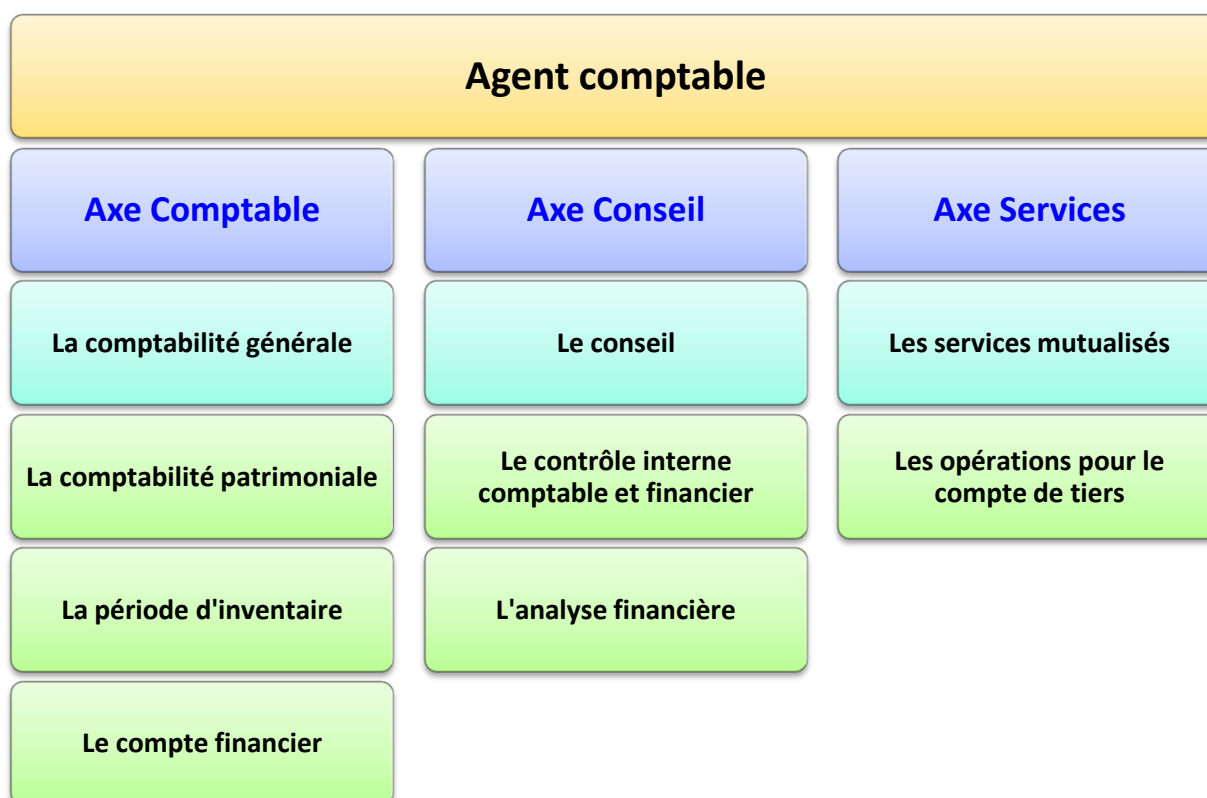 Agent comptable
Axe Comptable
Axe Conseil
Axe Services
La comptabilité générale
Le conseil
Les services mutualisés
La comptabilité patrimoniale
Le contrôle interne
comptable et financier
Les opérations pour le
compte de tiers
La période d'inventaire
L'analyse financière
Le compte financier